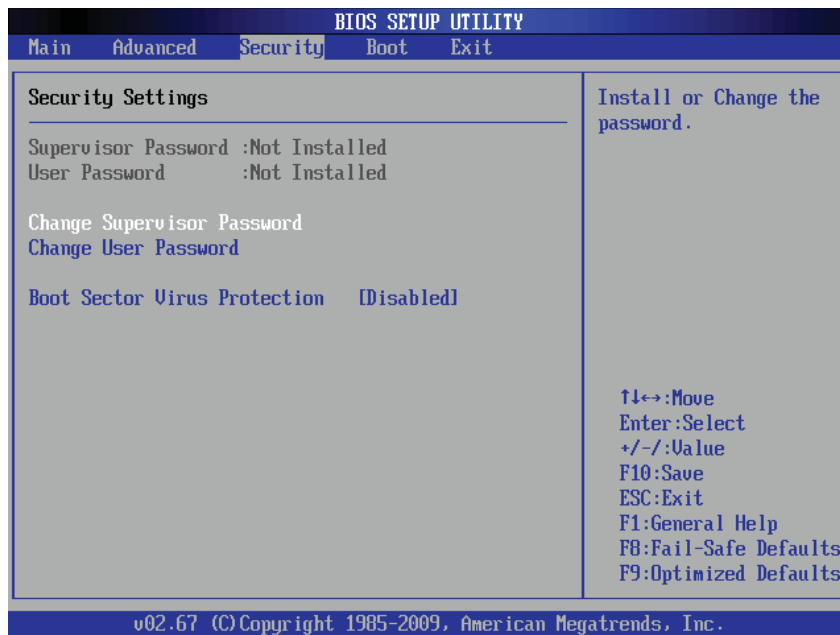 BIOS SETUP UTILITY
Main Advanced Security Boot Exit
Security Settings
Supervisor Password :Not Installed
User Password :Not Installed
Change Supervisor Password
Change User Password
Boot Sector Virus Protection [Disabled]
Install or Change the
password.
↑↓←→:Move
Enter:Select
+/-/:Value
F10:Save
ESC:Exit
F1:General Help
F8:Fail-Safe Defaults
F9:Optimized Defaults
v02.67 (C)Copyright 1985-2009, American Megatrends, Inc.